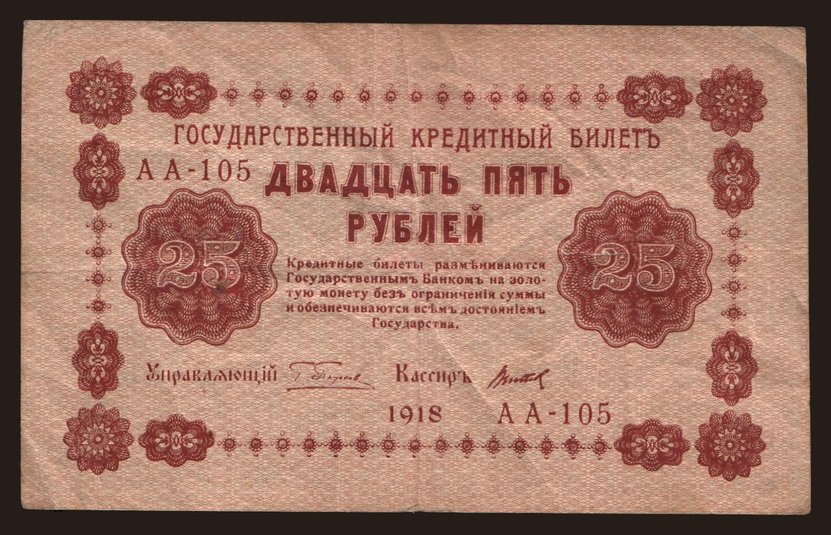 ГОСУДАРСТВЕННЫЙ КРЕДИТНЫЙ БИЛЕТЪ
АА-105 ДВАДЦАТЬ ПЯТЬ
РУБЛЕЙ
25
25
Кредитные билеты размѣниваются
Государственнымъ Банкомъ на золо-
тую монету безъ ограниченія суммы
и обезпечиваются всѣмъ достояніемъ
Государства.
Управляющій
Кассиръ
1918 АА-105